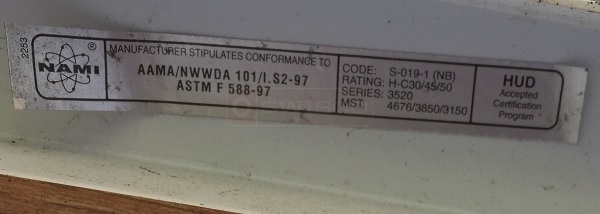 2253
NAMI ®
MANUFACTURER STIPULATES CONFORMANCE TO
AAMA/NWWDA 101/I.S2-97
ASTM F 588-97
CODE: S-019-1 (NB)
RATING: H-C30/45/50
SERIES: 3520
MST: 4676/3850/3150
HUD
Accepted
Certification
Program
SWISCO